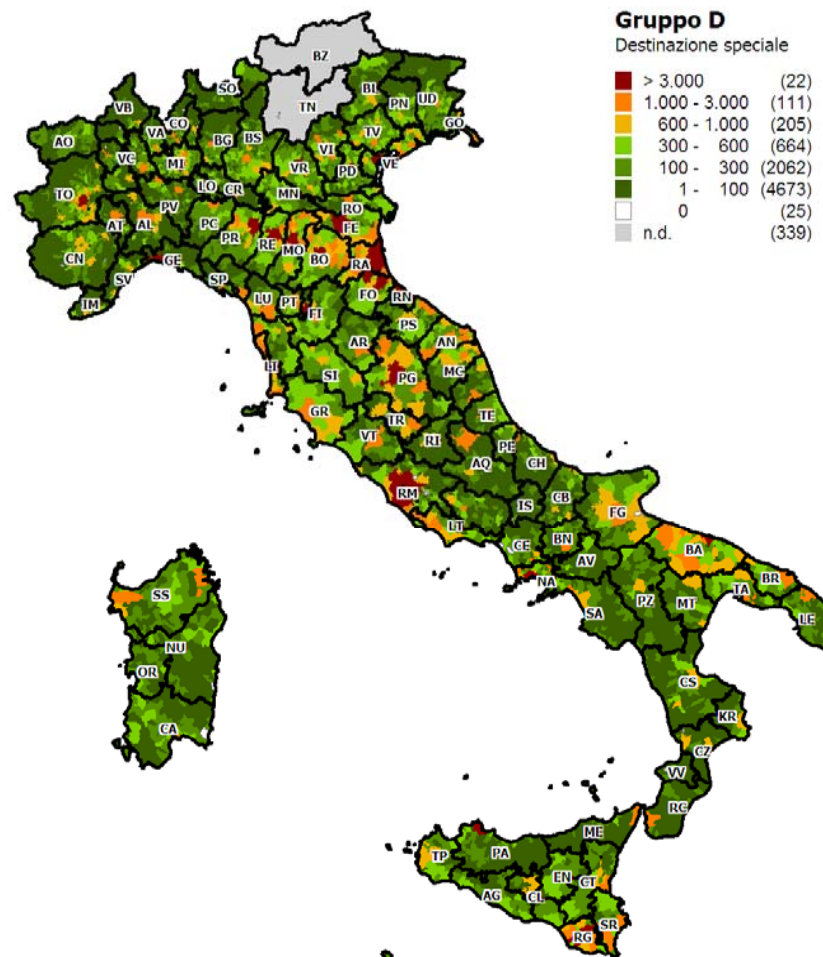 Gruppo D
Destinazione speciale
> 3.000 (22)
1.000 - 3.000 (111)
600 - 1.000 (205)
300 - 600 (664)
100 - 300 (2062)
1 - 100 (4673)
0 (25)
n.d. (339)
BZ
TN
SO
BL
PN
UD
GO
VB
CO
VA
BG
BS
TV
AO
VC
MI
VI
VR
PD
VE
TO
LO
CR
MN
RO
PV
AT
AL
PC
PR
RE
MO
FE
BO
CN
GE
RA
SV
SP
FO
RN
IM
LU
PT
FI
PS
AR
AN
LI
SI
MC
PG
GR
TE
TR
VT
RI
PE
AQ
CH
RM
CB
IS
FG
LT
CE
BN
BA
AV
NA
BR
SS
PZ
MT
TA
SA
LE
NU
OR
CS
CA
KR
CZ
VV
RC
ME
TP
PA
EN
CT
AG
CL
SR
RG